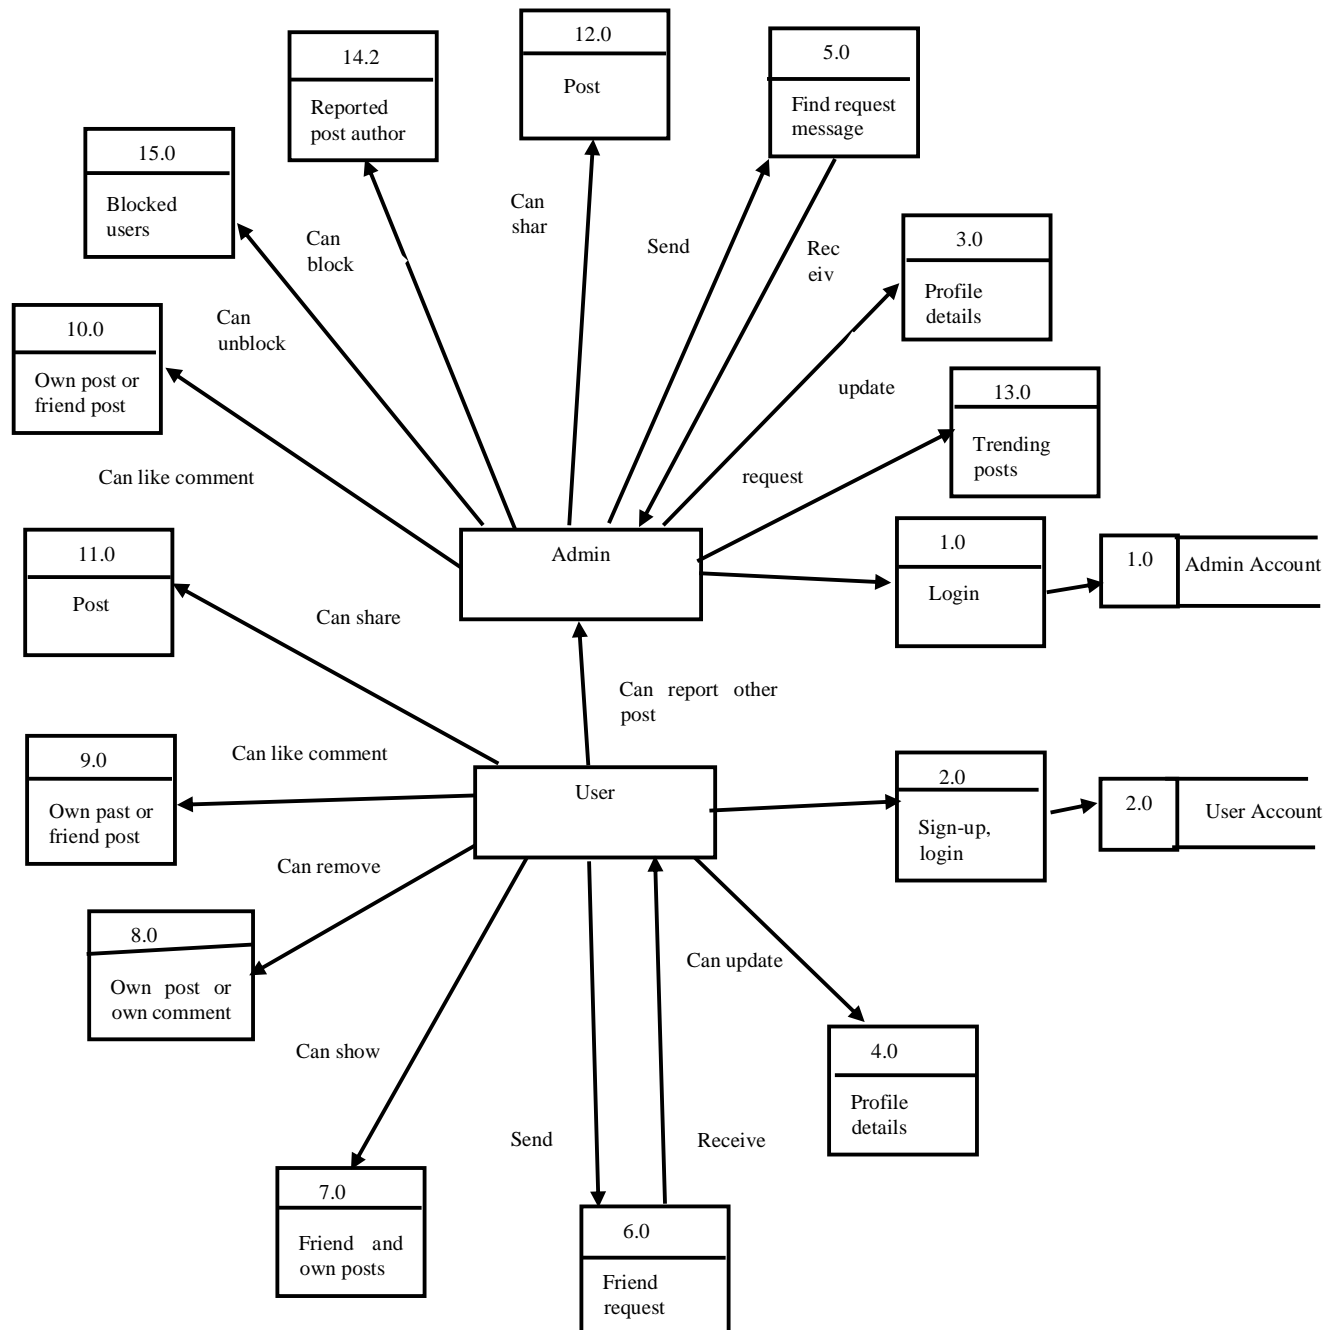 12.0
Post
5.0
Find request
message
14.2
Reported
post author
15.0
Blocked
users
Can
shar
Send
Rec
eiv
3.0
Profile
details
Can
block
10.0
Own post or
friend post
Can
unblock
update
13.0
Trending
posts
Can like comment
request
11.0
Post
Admin
1.0
Login
1.0
Admin Account
Can share
Can report other
post
9.0
Own past or
friend post
Can like comment
User
2.0
Sign-up,
login
2.0
User Account
Can remove
8.0
Own post or
own comment
Can update
Can show
4.0
Profile
details
Send
Receive
7.0
Friend and
own posts
6.0
Friend
request